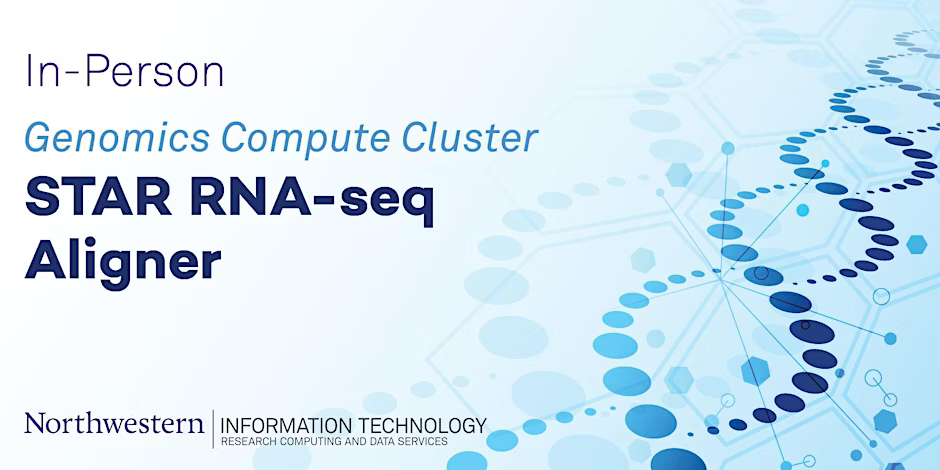 In-Person
Genomics Compute Cluster
STAR RNA-seq
Aligner
Northwestern
INFORMATION TECHNOLOGY
RESEARCH COMPUTING AND DATA SERVICES